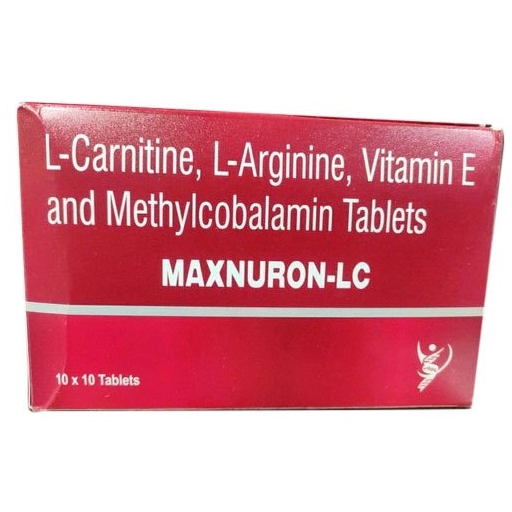 L-Carnitine, L-Arginine, Vitamin E
and Methylcobalamin Tablets
MAXNURON-LC
10 x 10 Tablets